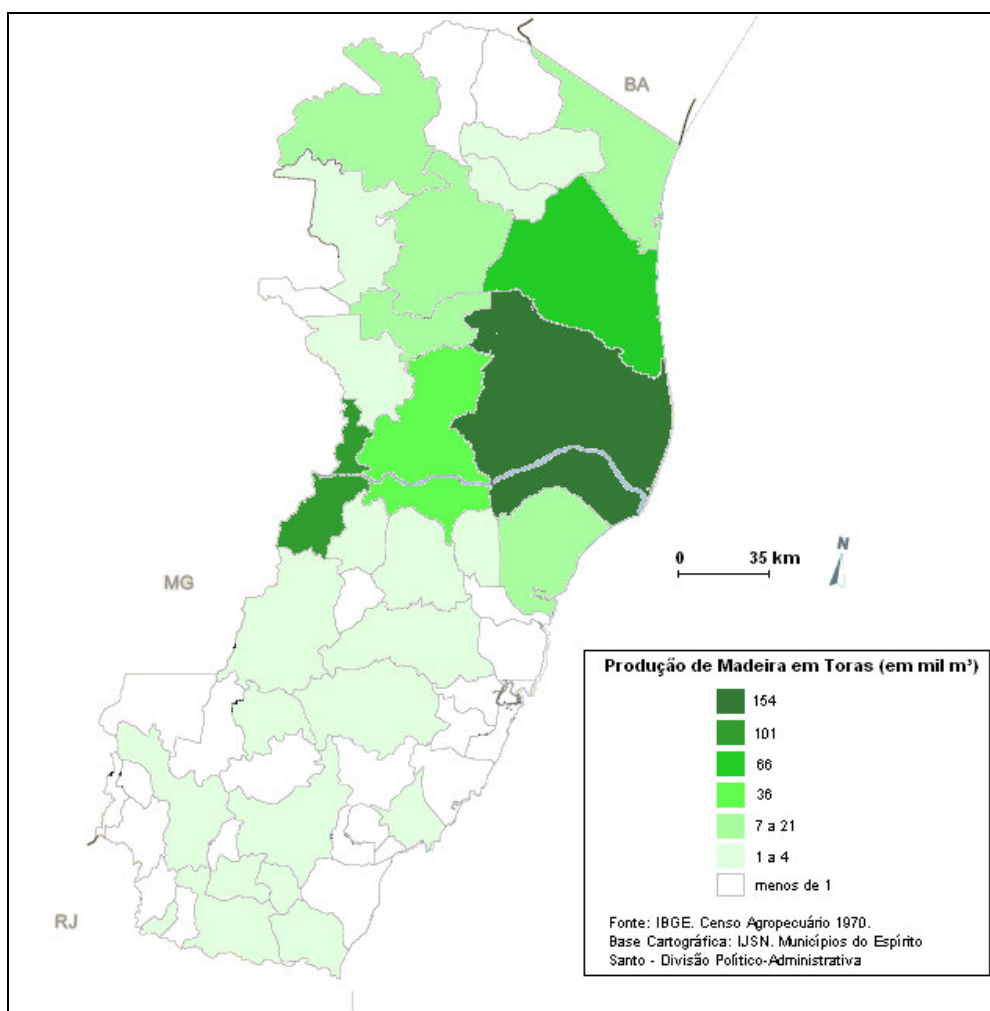 BA
N
0 35 km
MG
Produção de Madeira em Toras (em mil m³)
154
101
66
36
7 a 21
1 a 4
menos de 1
RJ
Fonte: IBGE. Censo Agropecuário 1970.
Base Cartográfica: IJSN. Municípios do Espírito
Santo - Divisão Político-Administrativa